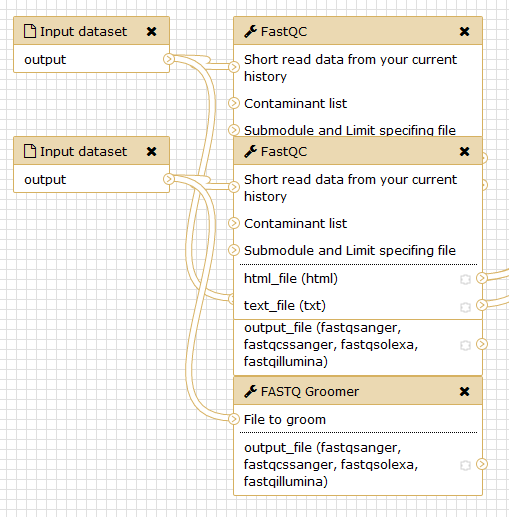 Input dataset
output
FastQC
Short read data from your current
history
Contaminant list
Submodule and Limit specifing file
Input dataset
output
FastQC
Short read data from your current
history
Contaminant list
Submodule and Limit specifing file
html_file (html)
text_file (txt)
output_file (fastqsanger,
fastqcssanger, fastqsolexa,
fastqillumina)
FASTQ Groomer
File to groom
output_file (fastqsanger,
fastqcssanger, fastqsolexa,
fastqillumina)